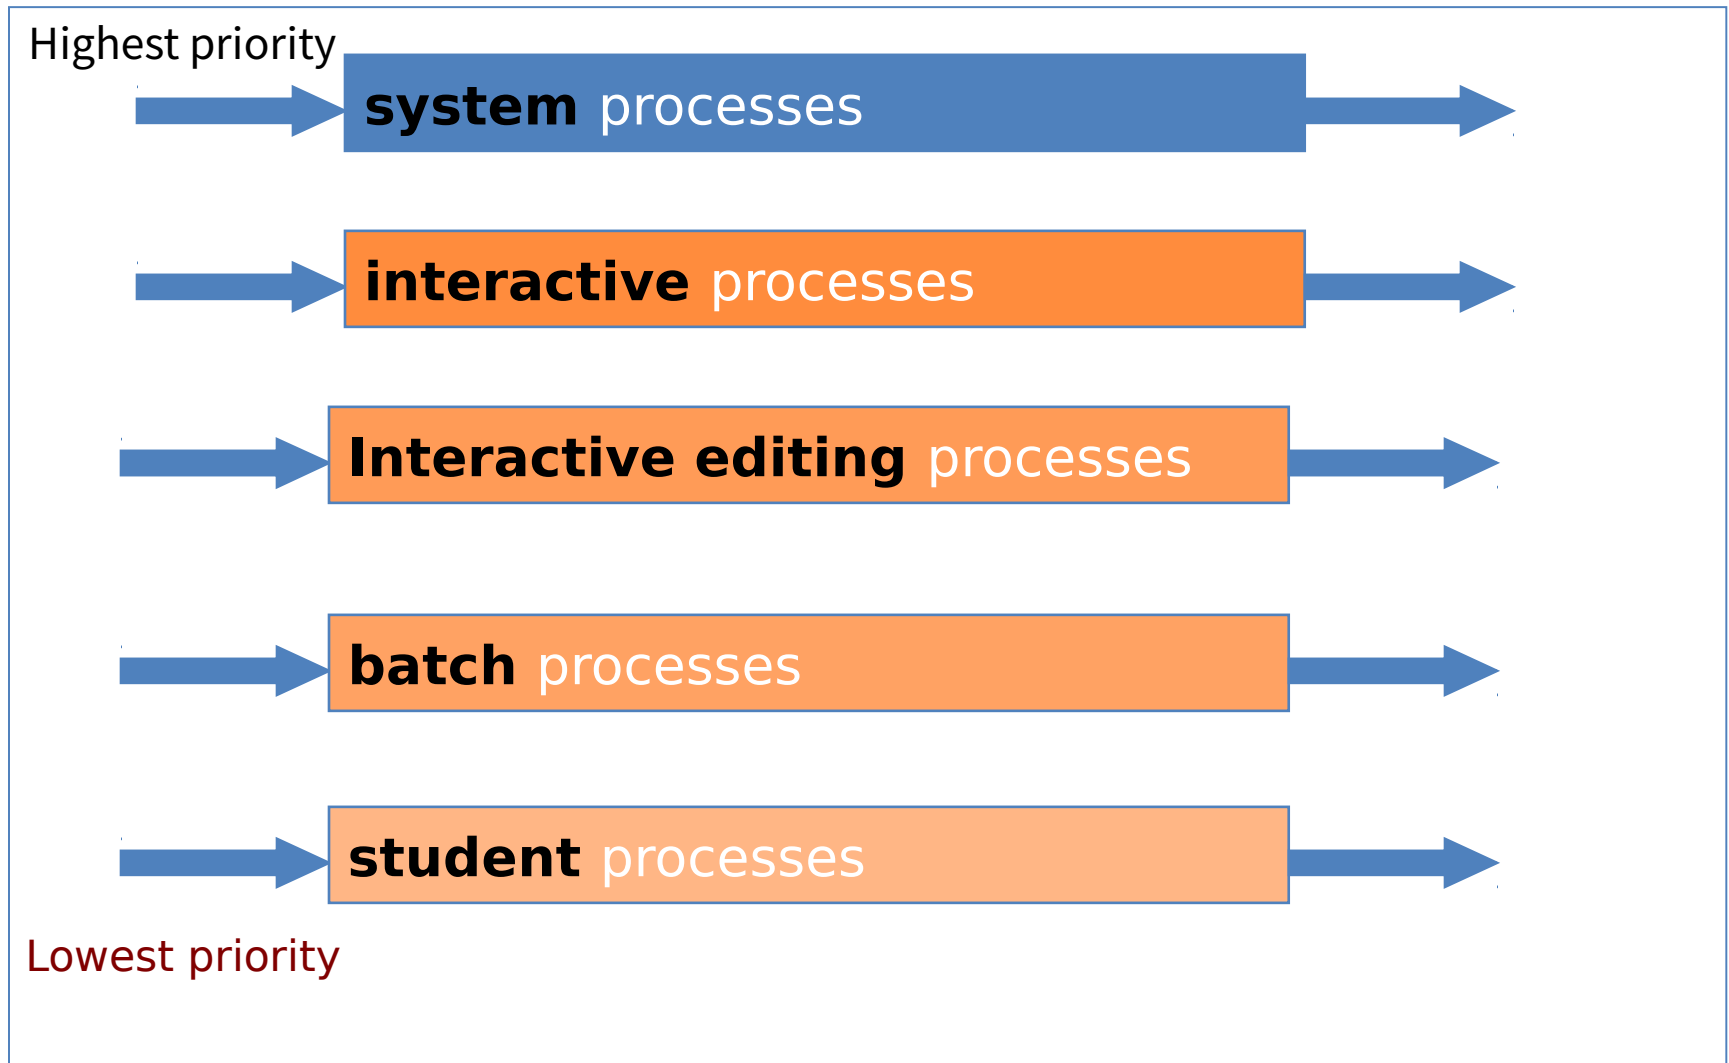 Highest priority
system processes
interactive processes
Interactive editing processes
batch processes
student processes
Lowest priority